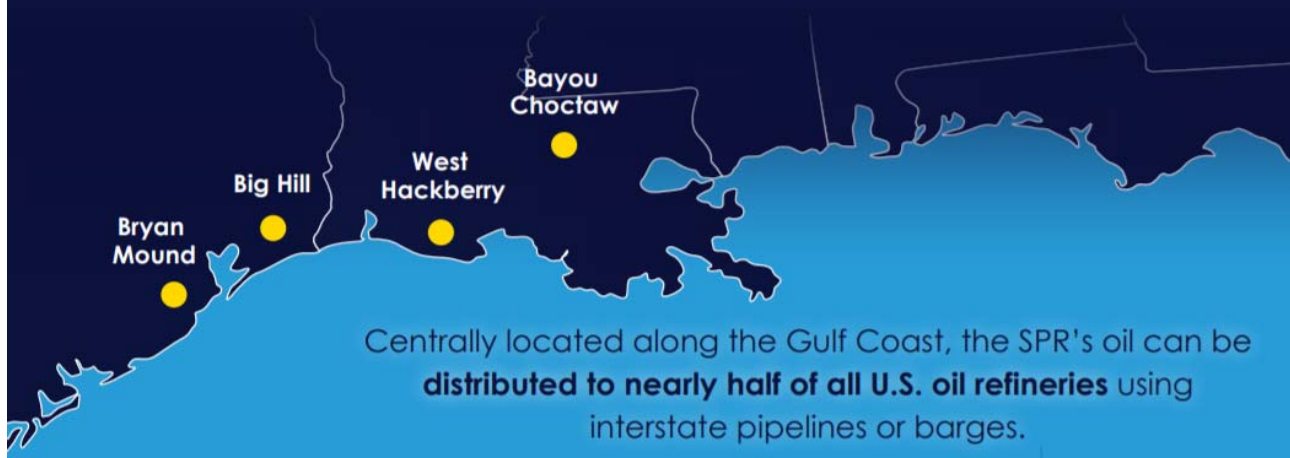 Bayou
Choctaw
West
Hackberry
Big Hill
Bryan
Mound
Centrally located along the Gulf Coast, the SPR's oil can be
distributed to nearly half of all U.S. oil refineries using
interstate pipelines or barges.